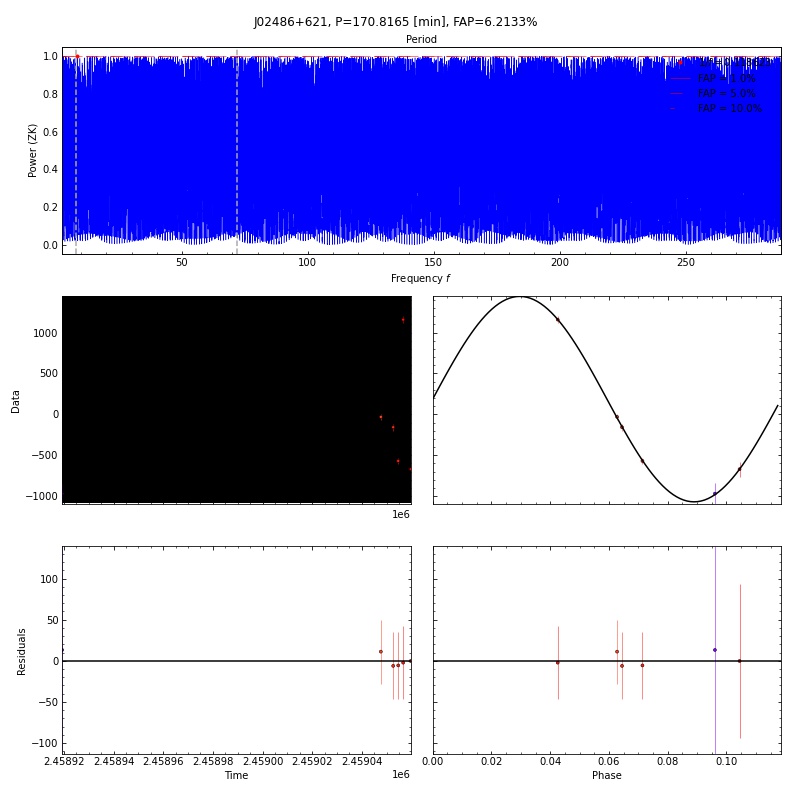 J02486+621, P=170.8165 [min], FAP=6.2133%
Period
Power (ZK)
1.0
0.8
0.6
0.4
0.2
0.0
FAP = 1.0%
FAP = 5.0%
FAP = 10.0%
50
100
150
200
250
Frequency f
Data
1000
500
0
−500
−1000
1e6
Residuals
100
50
0
−50
−100
2.45892
2.45894
2.45896
2.45898
2.45900
2.45902
2.45904
Time
1e6
0.00
0.02
0.04
0.06
0.08
0.10
Phase